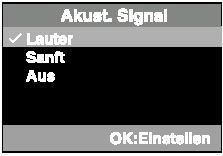 Akust. Signal
✓ Lauter
Sanft
Aus
OK:Einstellen